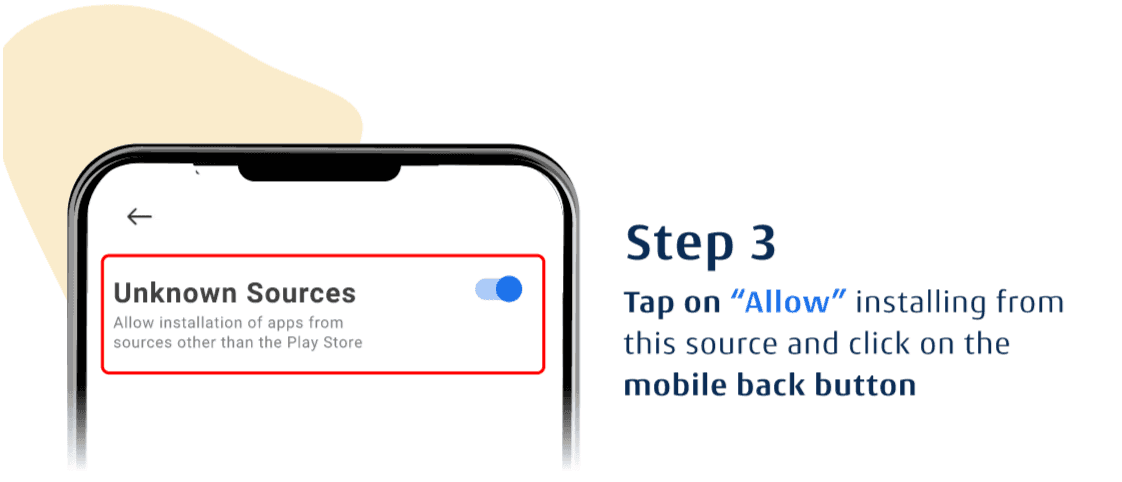 Unknown Sources
Allow installation of apps from
sources other than the Play Store
Step 3
Tap on “Allow” installing from
this source and click on the
mobile back button